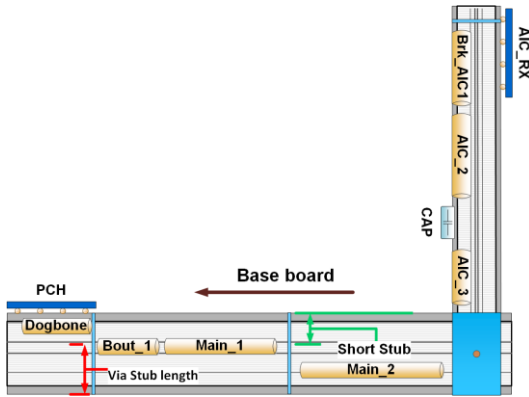 AIC_RX
Brk_AIC1
AIC_2
CAP
AIC_3
Base board
PCH
Dogbone
Bout_1
Main_1
Short Stub
Main_2
Via Stub length